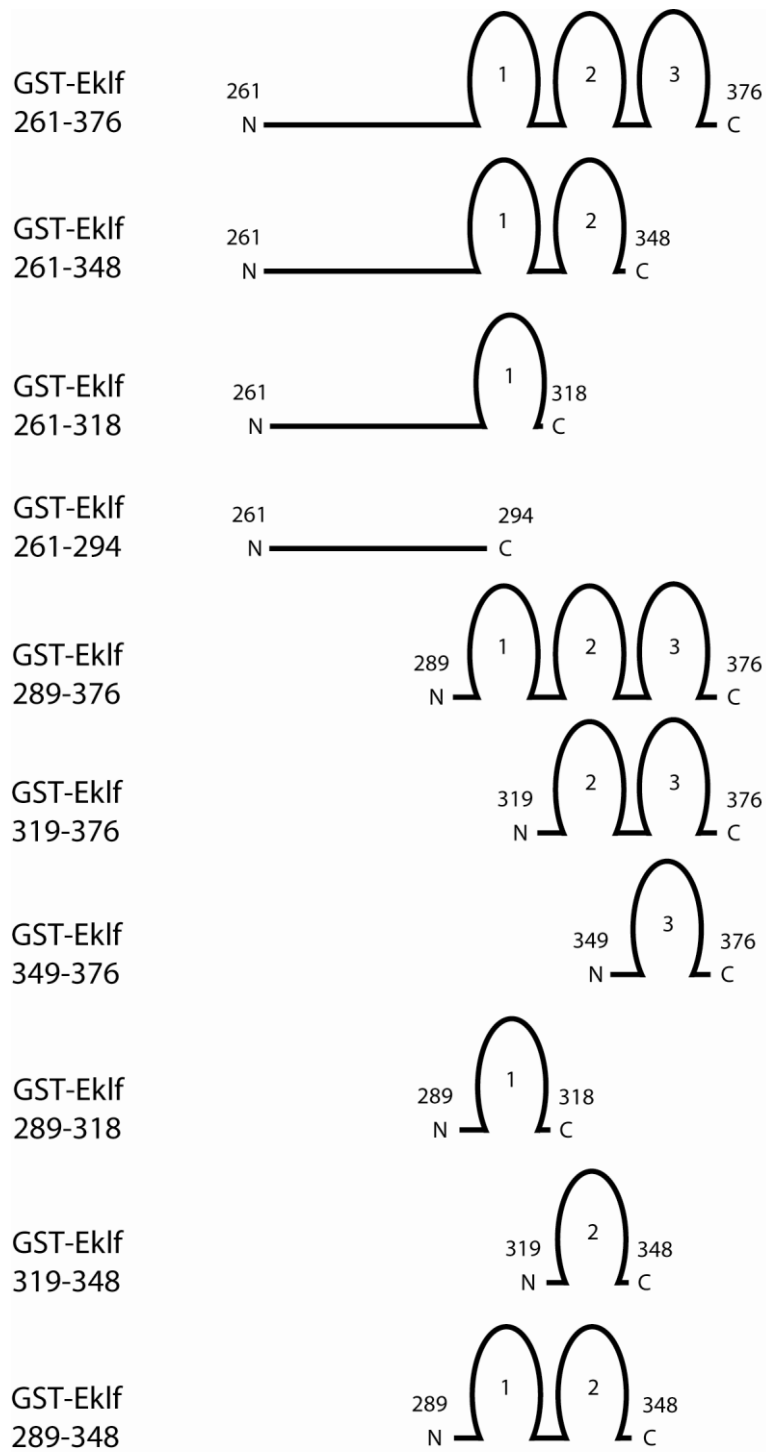 GST-Eklf
261-376
261
N
1
2
3
376
C
GST-Eklf
261-348
261
N
1
2
348
C
GST-Eklf
261-318
261
N
1
318
C
GST-Eklf
261-294
261
N
294
C
GST-Eklf
289-376
289
N
1
2
3
376
C
GST-Eklf
319-376
319
N
2
3
376
C
GST-Eklf
349-376
349
N
3
376
C
GST-Eklf
289-318
289
N
1
318
C
GST-Eklf
319-348
319
N
2
348
C
GST-Eklf
289-348
289
N
1
2
348
C